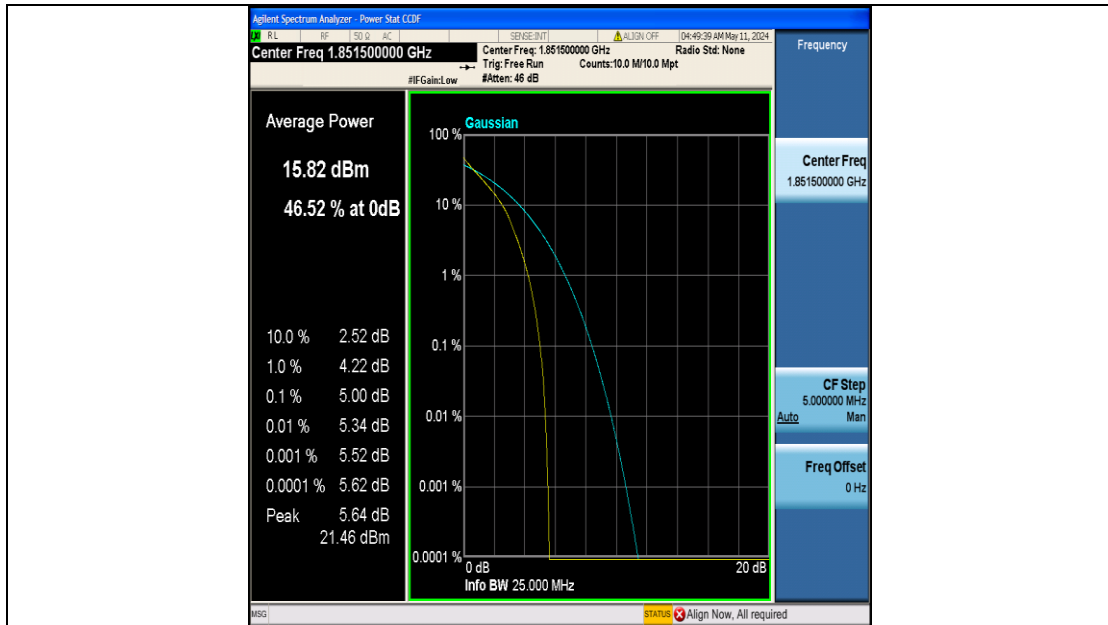 Agilent Spectrum Analyzer - Power Stat CCDF
RL RF 50 Ω AC SENSE:INT ALIGN OFF 04:49:39 AM May 11, 2024
Center Freq 1.851500000 GHz
Center Freq: 1.851500000 GHz Radio Std: None
Trig: Free Run Counts:10.0 M/10.0 Mpt
#IFGain:Low #Atten: 46 dB
Frequency
Average Power
15.82 dBm
46.52 % at 0dB
10.0 % 2.52 dB
1.0 % 4.22 dB
0.1 % 5.00 dB
0.01 % 5.34 dB
0.001 % 5.52 dB
0.0001 % 5.62 dB
Peak 5.64 dB
21.46 dBm
Gaussian
100 %
10 %
1 %
0.1 %
0.01 %
0.001 %
0.0001 %
0 dB 20 dB
Info BW 25.000 MHz
Center Freq
1.851500000 GHz
CF Step
5.000000 MHz
Auto Man
Freq Offset
0 Hz
MSG STATUS Align Now, All required